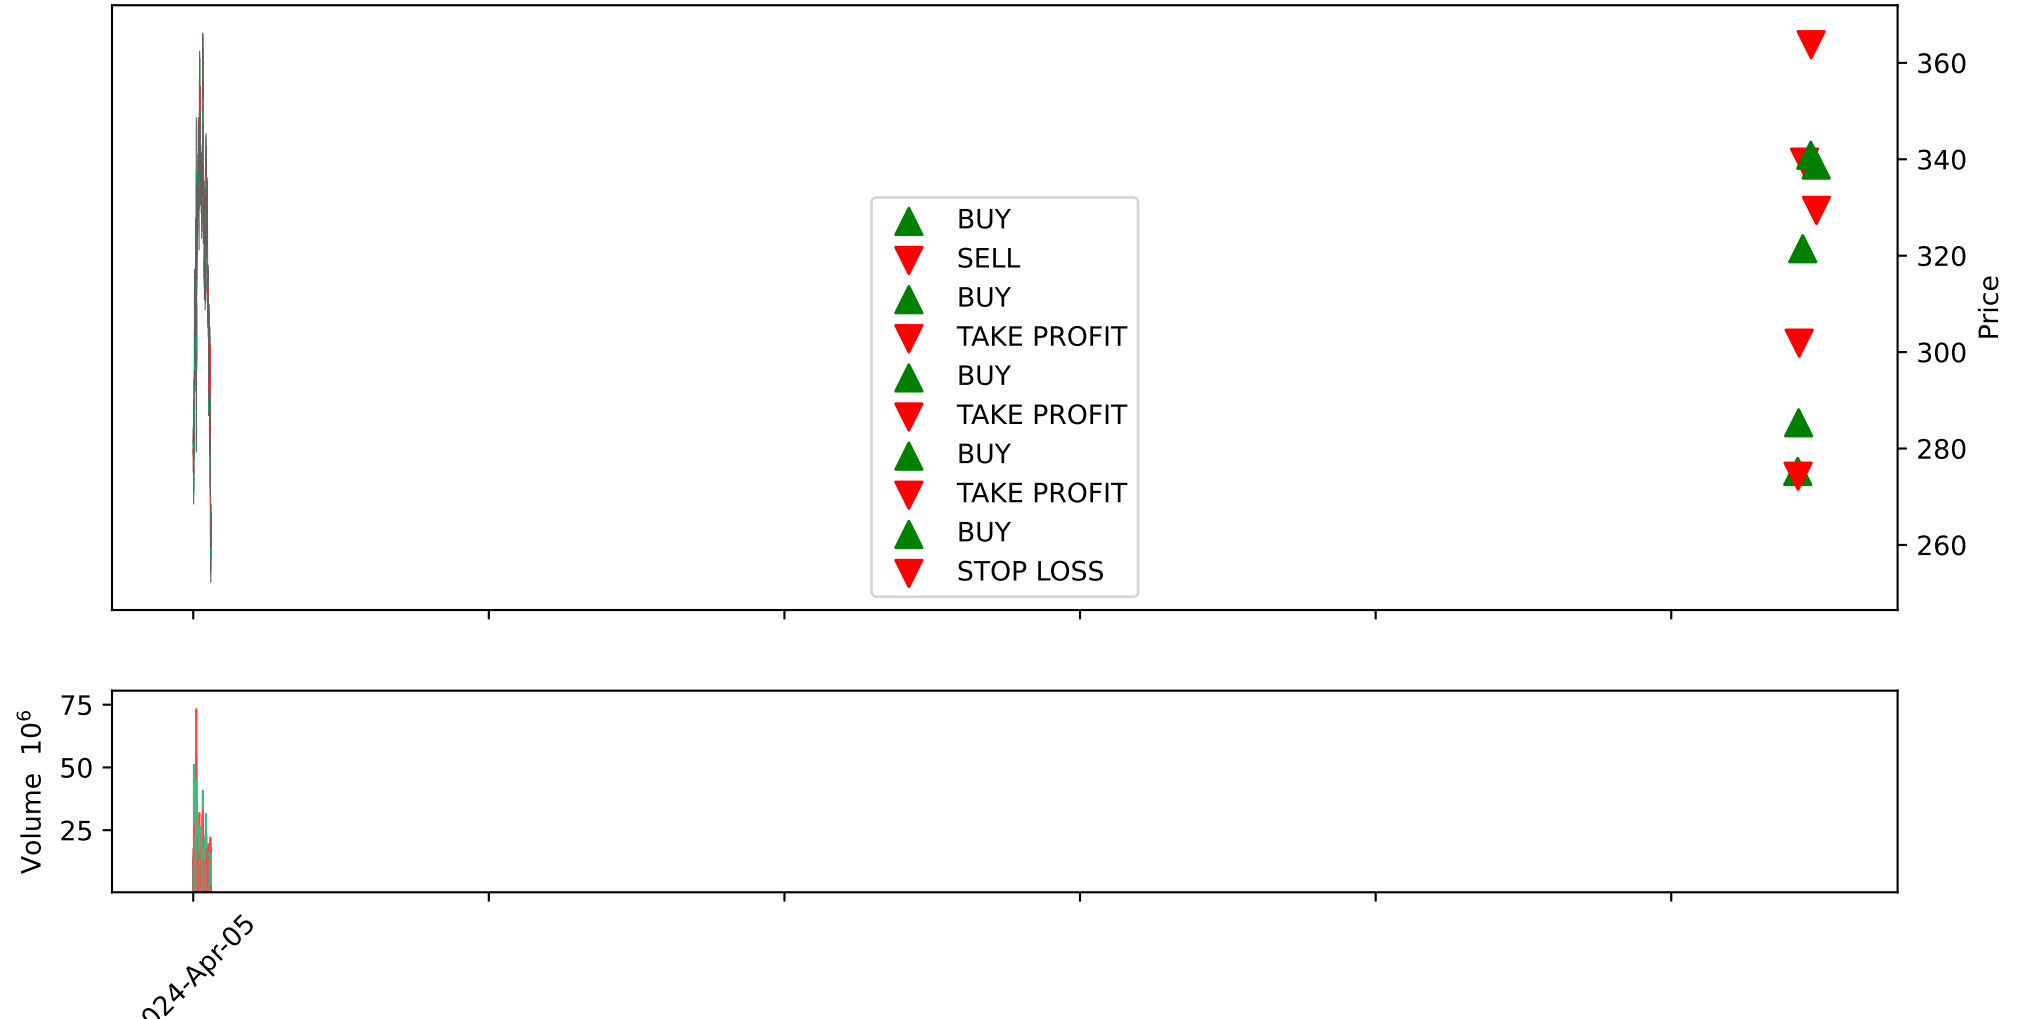 360
340
320
300
280
260
Price
BUY
SELL
BUY
TAKE PROFIT
BUY
TAKE PROFIT
BUY
TAKE PROFIT
BUY
STOP LOSS
75
50
25
Volume 10⁶
024-Apr-05